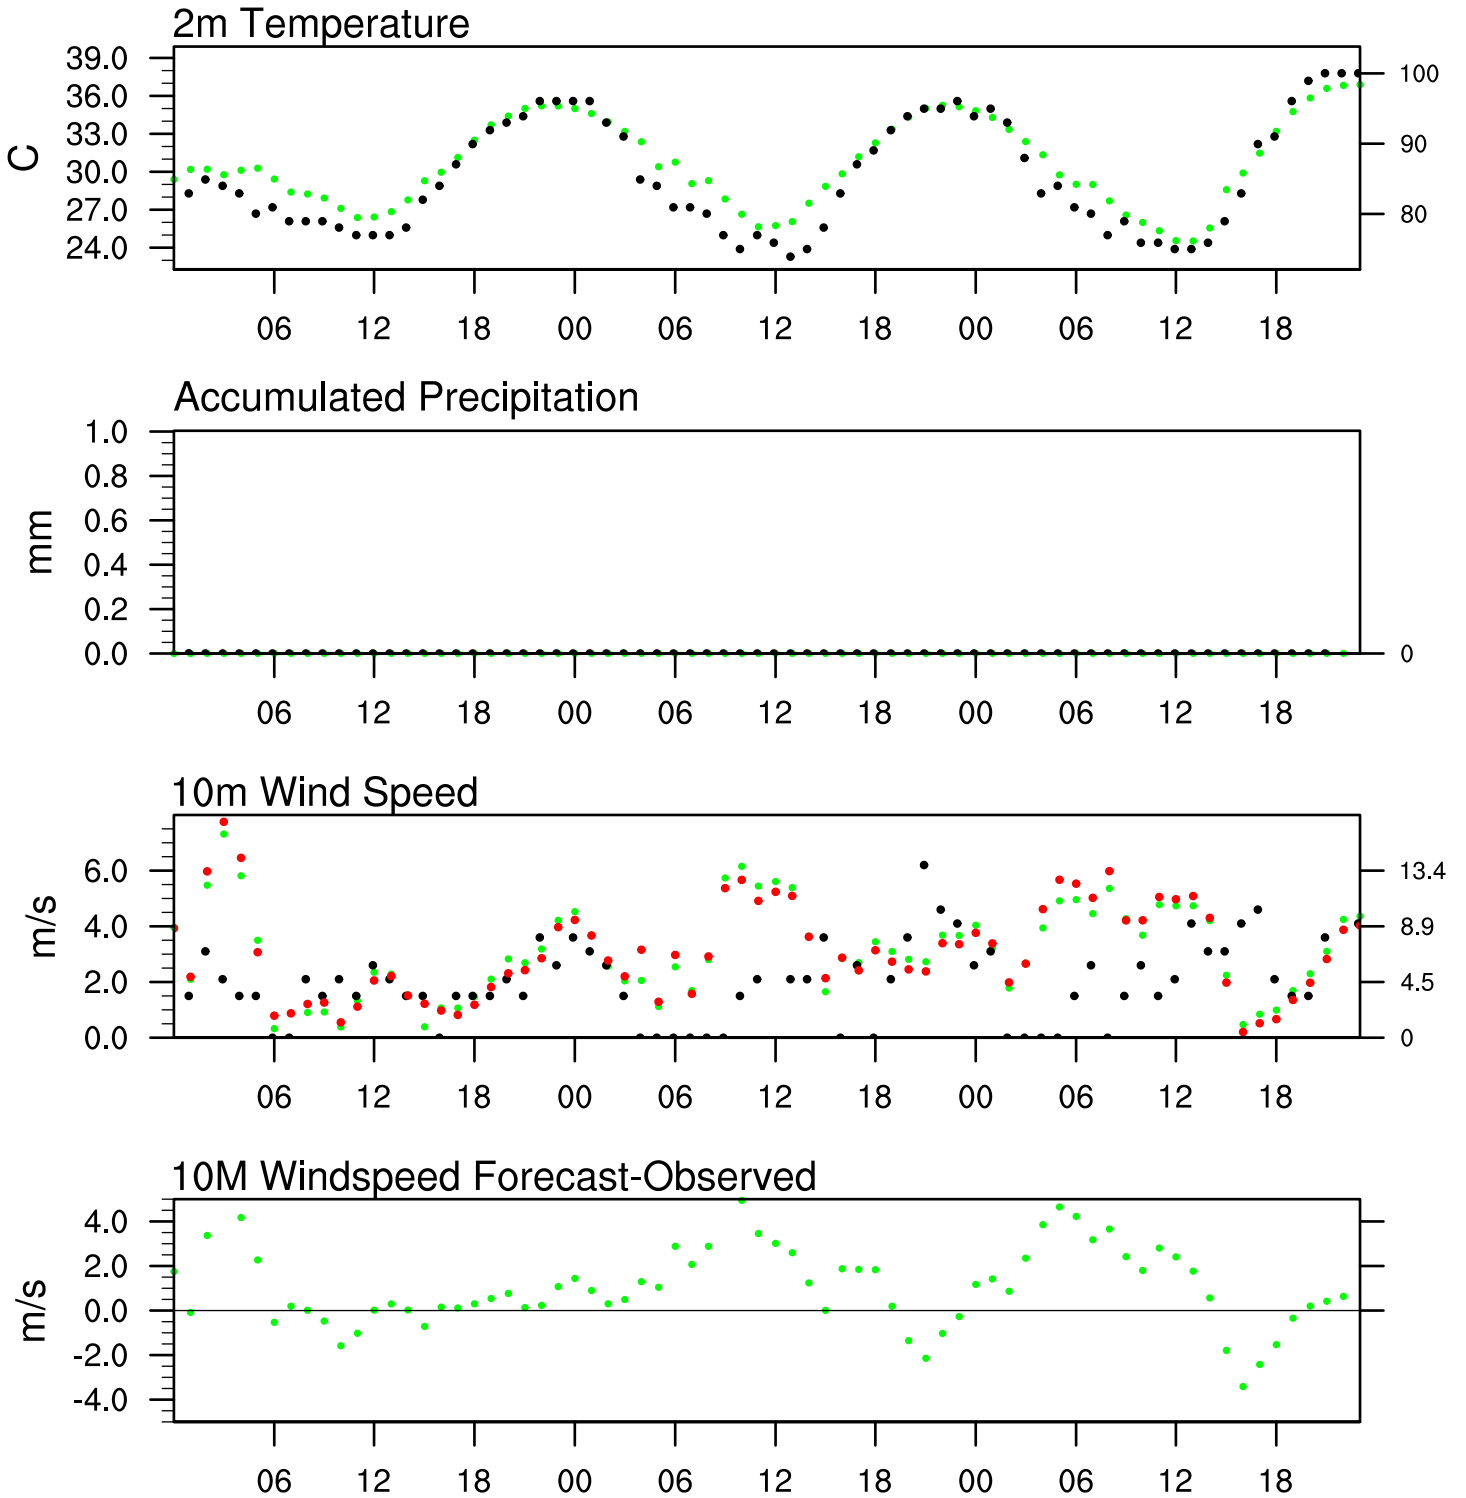 2m Temperature
39.0
36.0
33.0
30.0
27.0
24.0
C
100
90
80
06 12 18 00 06 12 18 00 06 12 18
Accumulated Precipitation
1.0
0.8
0.6
0.4
0.2
0.0
mm
0
06 12 18 00 06 12 18 00 06 12 18
10m Wind Speed
6.0
4.0
2.0
0.0
m/s
13.4
8.9
4.5
0
06 12 18 00 06 12 18 00 06 12 18
10M Windspeed Forecast-Observed
4.0
2.0
0.0
-2.0
-4.0
m/s
06 12 18 00 06 12 18 00 06 12 18